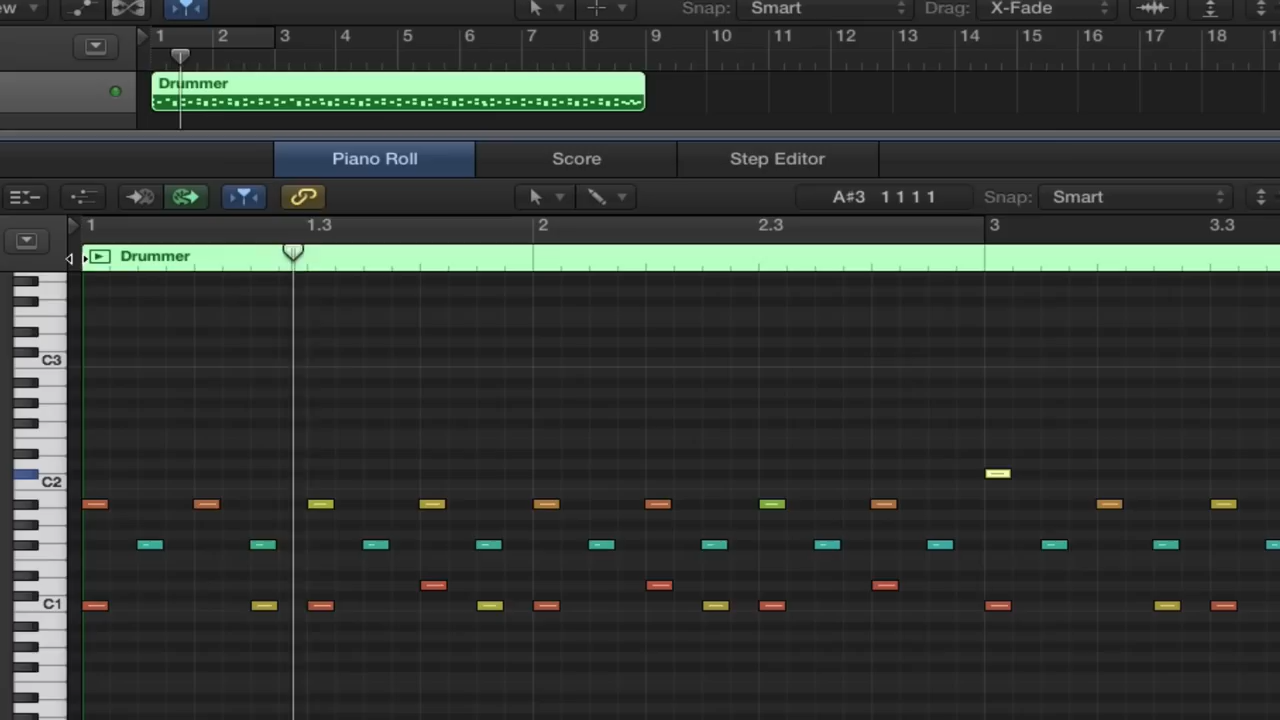 ew Snap: Smart Drag: X-Fade
1 2 3 4 5 6 7 8 9 10 11 12 13 14 15 16 17 18 19
Drummer
Piano Roll Score Step Editor
A#3 1 1 1 1 Snap: Smart
1 1.3 2 2.3 3 3.3
Drummer
C3
C2
C1